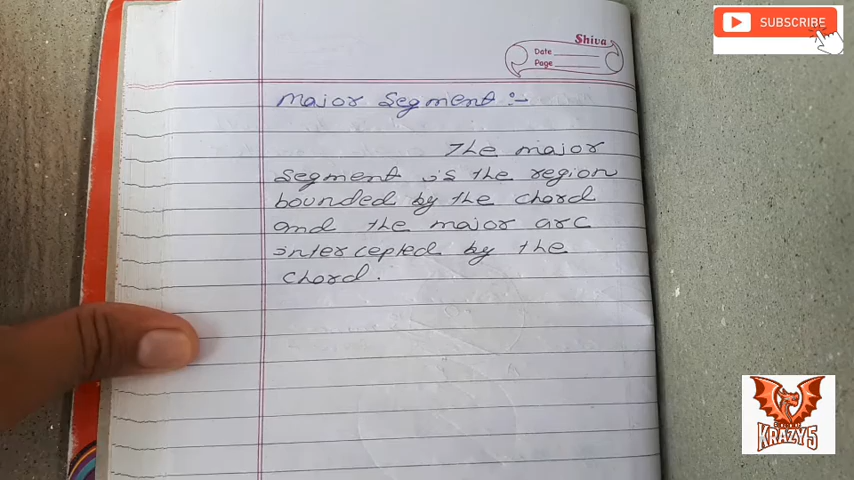 SUBSCRIBE
Shiva
Date
Page
Major Segment :-
The major
segment is the region
bounded by the chord
and the major arc
intercepted by the
chord.
KRAZY5